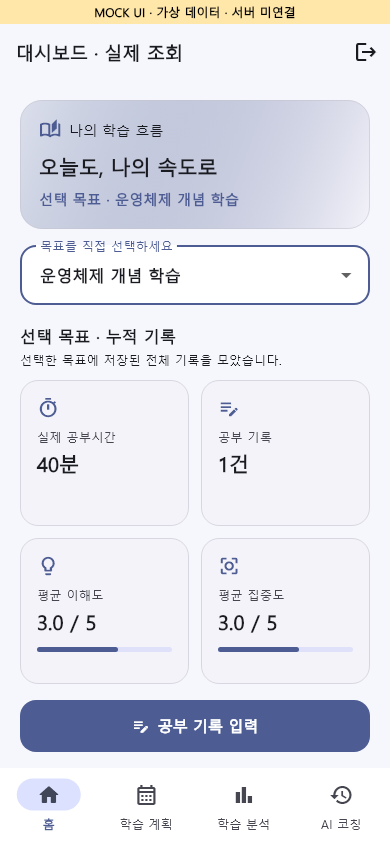 MOCK UI · 가상 데이터 · 서버 미연결
대시보드 · 실제 조회
나의 학습 흐름
오늘도, 나의 속도로
선택 목표 · 운영체제 개념 학습
목표를 직접 선택하세요
운영체제 개념 학습
선택 목표 · 누적 기록
선택한 목표에 저장된 전체 기록을 모았습니다.
실제 공부시간
40분
공부 기록
1건
평균 이해도
3.0 / 5
평균 집중도
3.0 / 5
공부 기록 입력
홈
학습 계획
학습 분석
AI 코칭